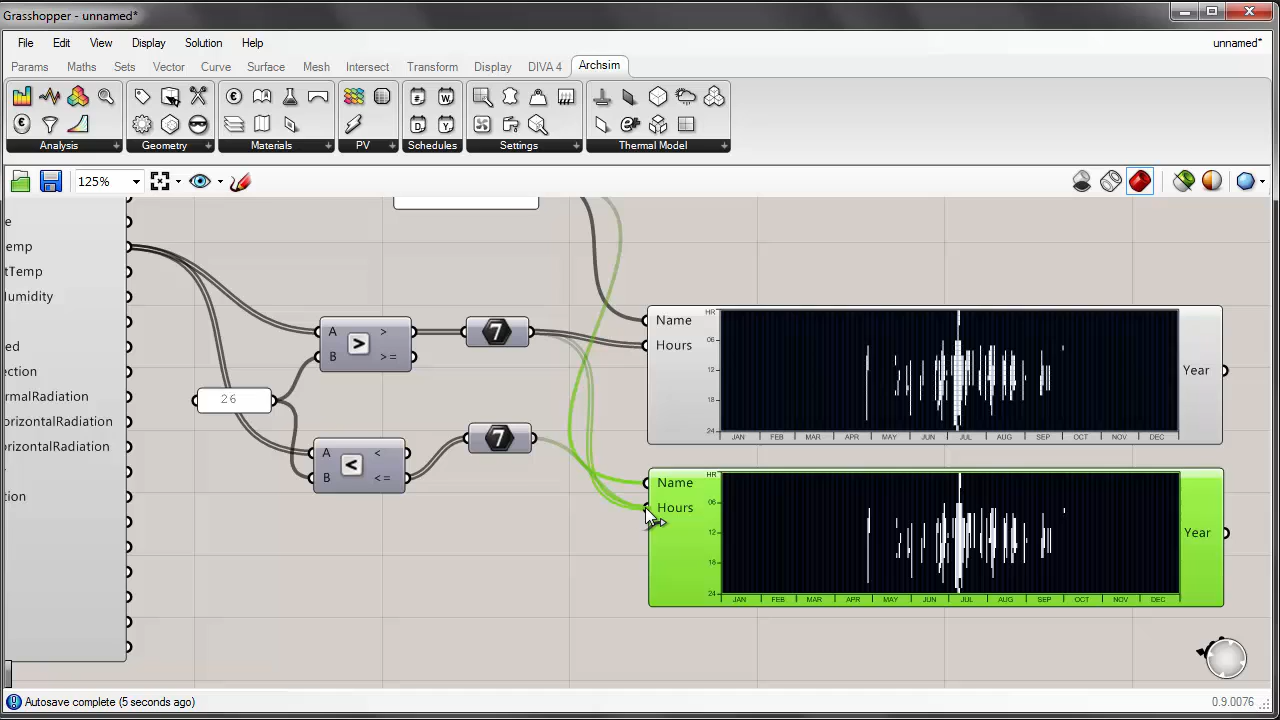 Grasshopper - unnamed*
File Edit View Display Solution Help unnamed*
Params Maths Sets Vector Curve Surface Mesh Intersect Transform Display DIVA 4 Archsim
Analysis Geometry Materials PV Schedules Settings Thermal Model
125%
e
emp
tTemp
Humidity
ed
ection
ormalRadiation
orizontalRadiation
orizontalRadiation
tion
26
A > B >=
7
A < B <=
7
Name
Hours
Year
HR 06 12 18 24
JAN FEB MAR APR MAY JUN JUL AUG SEP OCT NOV DEC
Name
Hours
Year
HR 06 12 18 24
JAN FEB MAR APR MAY JUN JUL AUG SEP OCT NOV DEC
Autosave complete (5 seconds ago) 0.9.0076